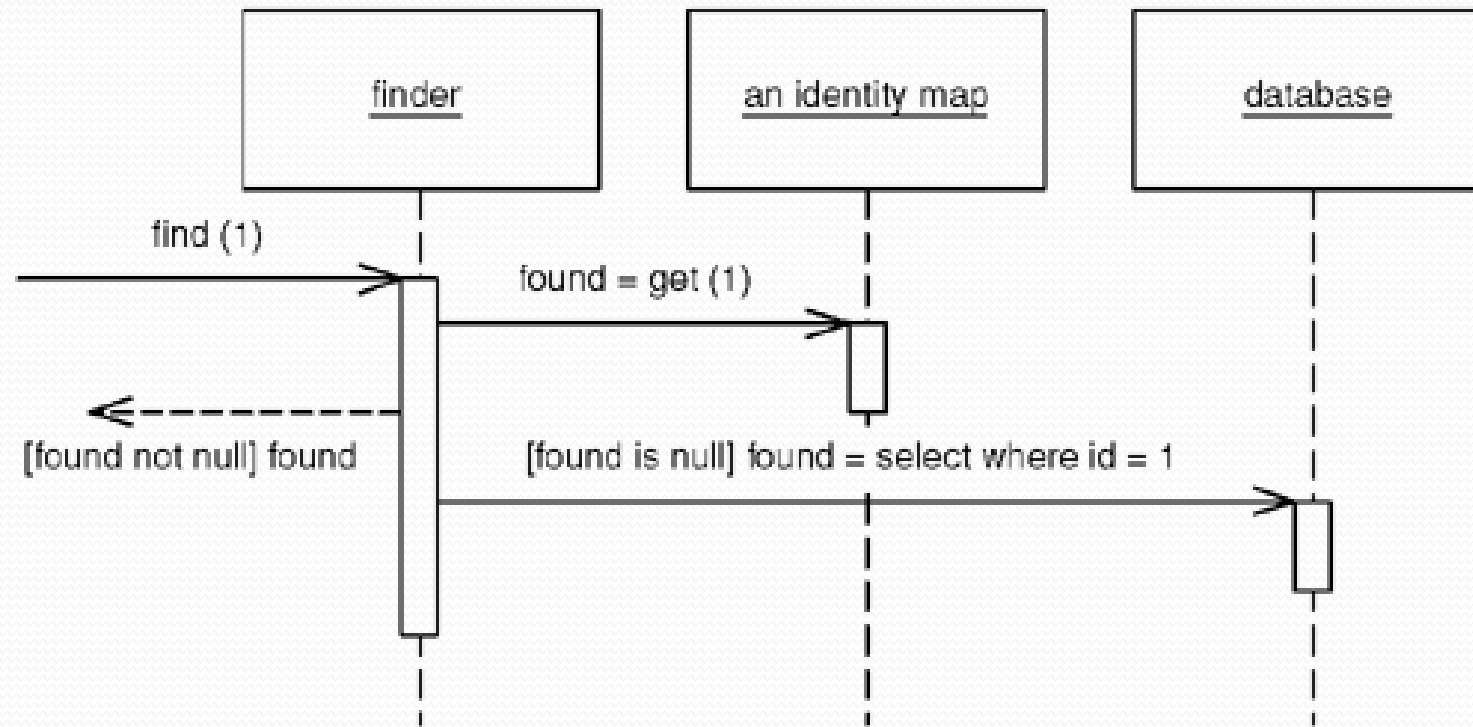 finder
an identity map
database
find (1)
found = get (1)
[found not null] found
[found is null] found = select where id = 1